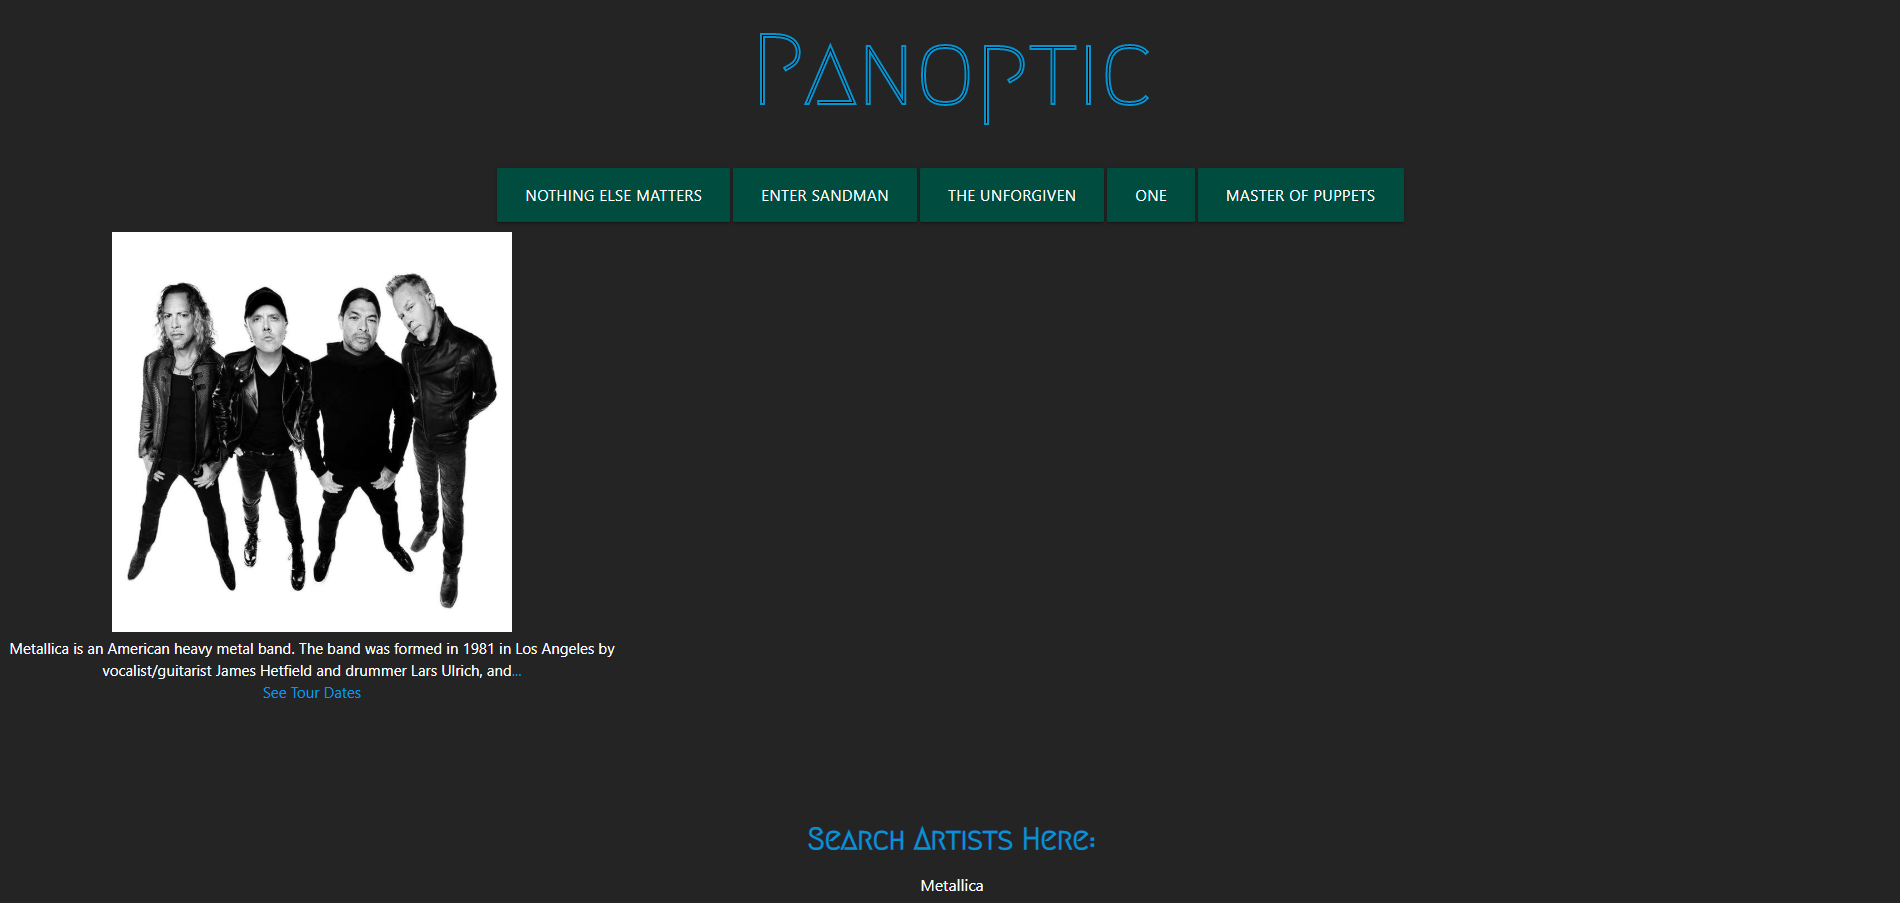 Panoptic
NOTHING ELSE MATTERS
ENTER SANDMAN
THE UNFORGIVEN
ONE
MASTER OF PUPPETS
Metallica is an American heavy metal band. The band was formed in 1981 in Los Angeles by
vocalist/guitarist James Hetfield and drummer Lars Ulrich, and...
See Tour Dates
Search Artists Here:
Metallica